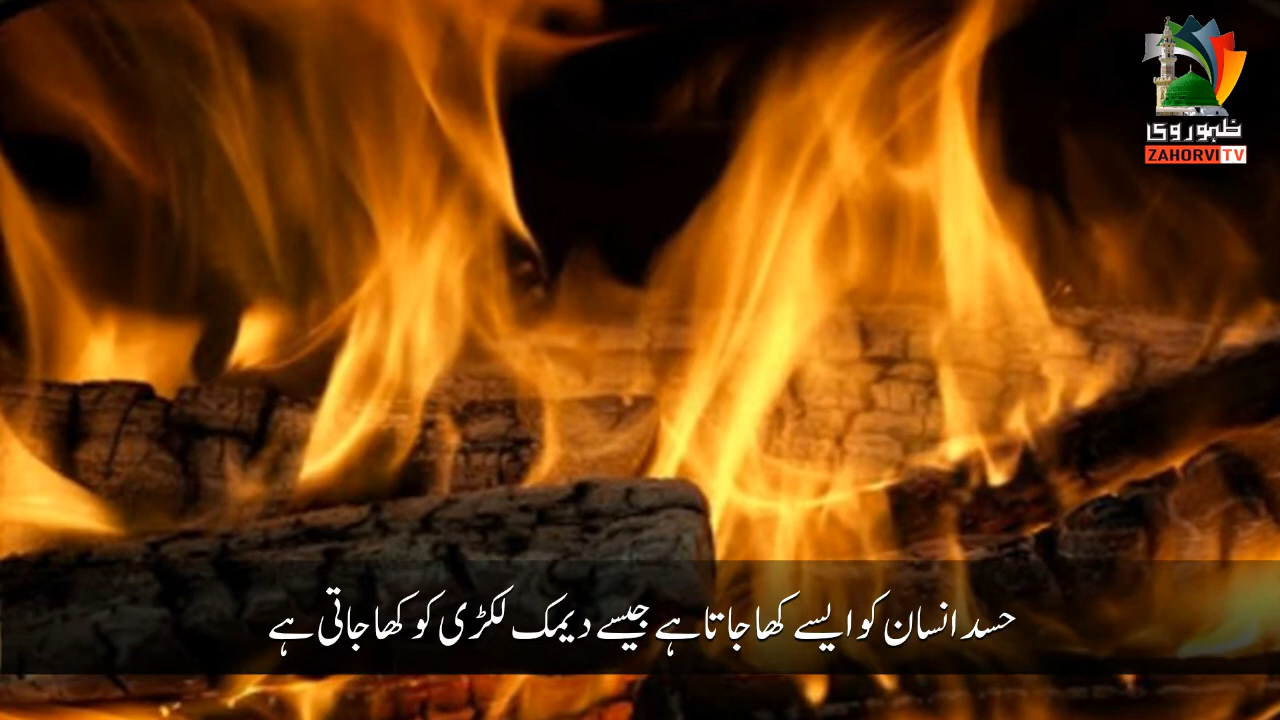 ظہوروی
ZAHORVI TV
حسد انسان کو ایسے کھا جاتا ہے جیسے دیمک لکڑی کو کھا جاتی ہے